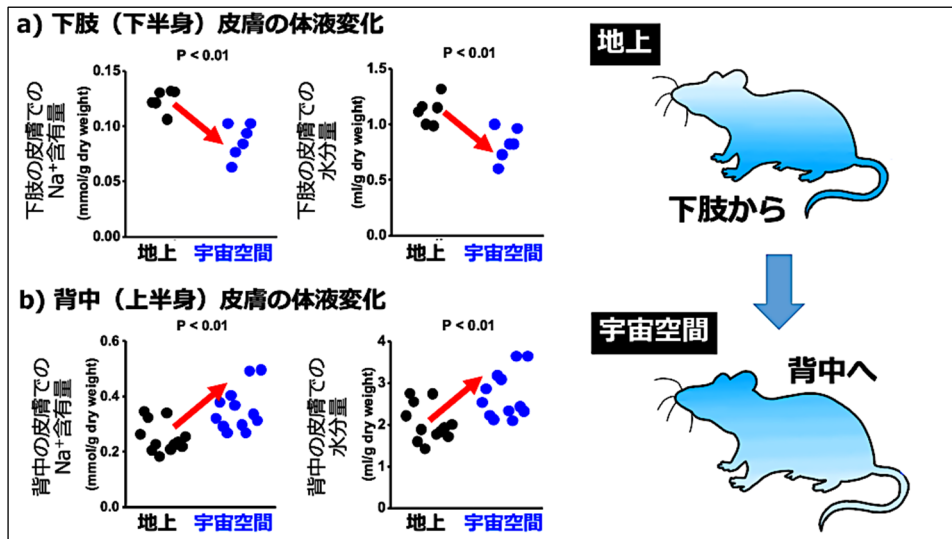 a) 下肢（下半身）皮膚の体液変化
P < 0.01
下肢の皮膚での
Na⁺含有量
(mmol/g dry weight)
0.15
0.10
0.05
0.00
地上
宇宙空間
P < 0.01
下肢の皮膚での
水分量
(ml/g dry weight)
1.5
1.0
0.5
0.0
地上
宇宙空間
b) 背中（上半身）皮膚の体液変化
P < 0.01
背中の皮膚での
Na⁺含有量
(mmol/g dry weight)
0.6
0.4
0.2
0.0
地上
宇宙空間
P < 0.01
背中の皮膚での
水分量
(ml/g dry weight)
4
3
2
1
0
地上
宇宙空間
地上
下肢から
宇宙空間
背中へ